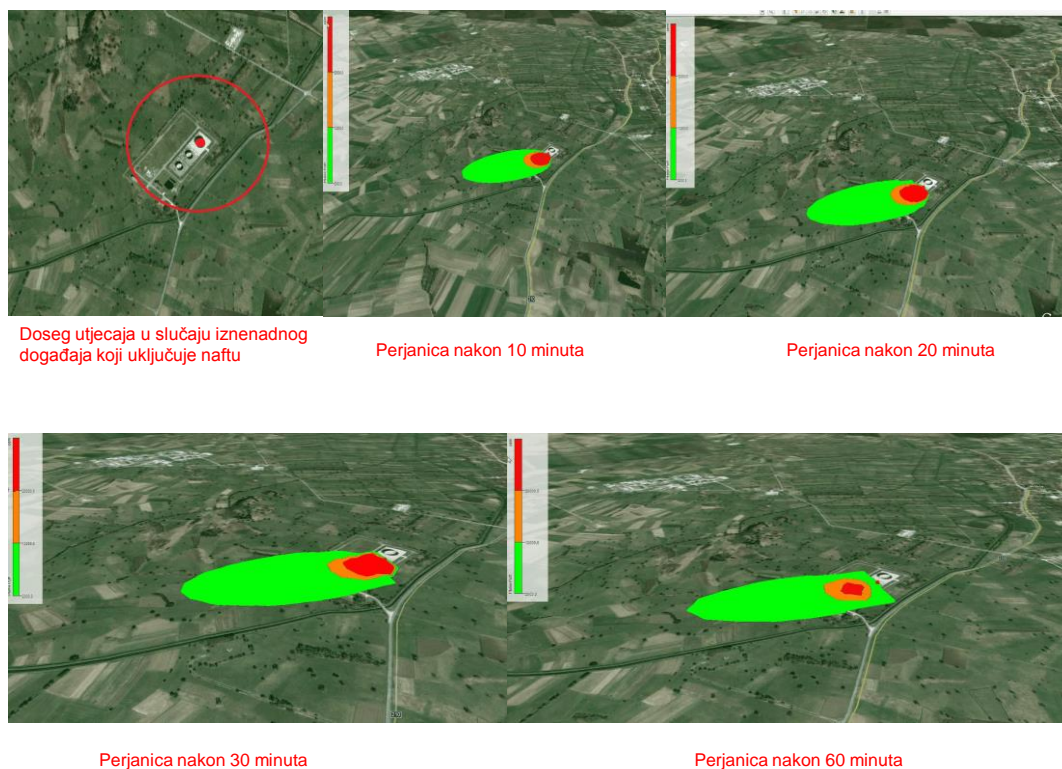 Doseg utjecaja u slučaju iznenadnog
događaja koji uključuje naftu
Perjanica nakon 10 minuta
Perjanica nakon 20 minuta
Perjanica nakon 30 minuta
Perjanica nakon 60 minuta